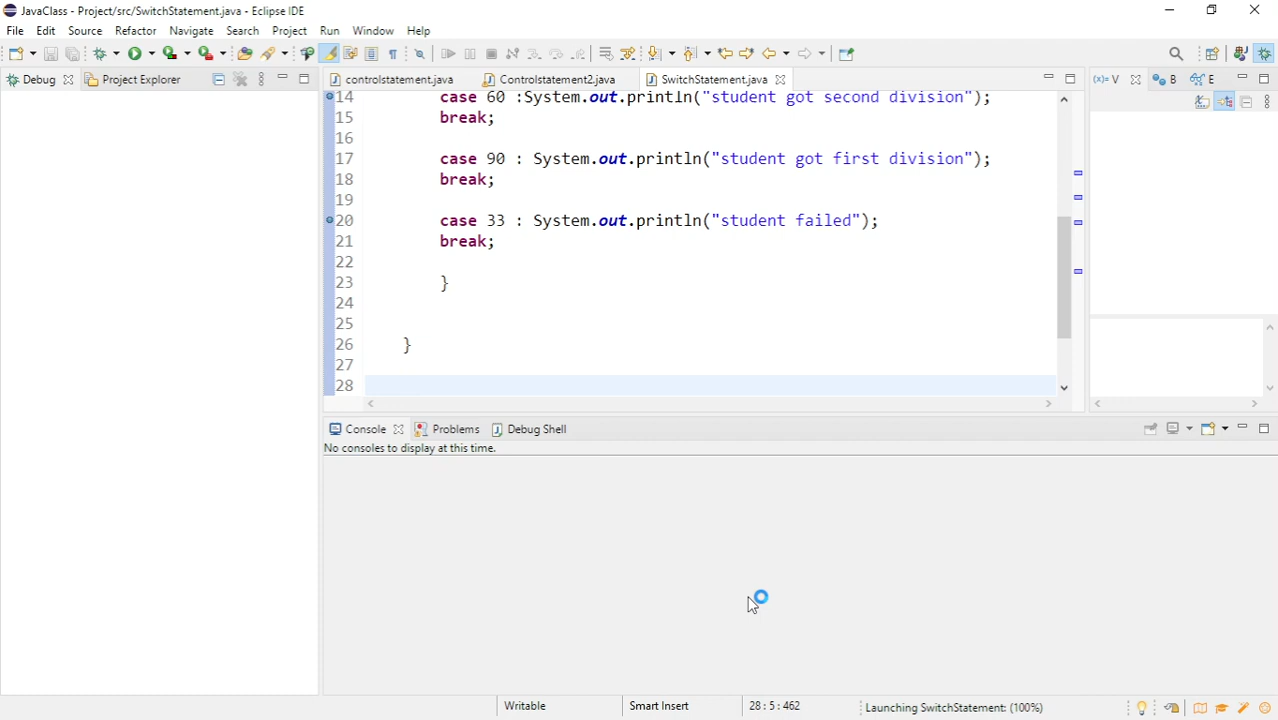 JavaClass - Project/src/SwitchStatement.java - Eclipse IDE
File Edit Source Refactor Navigate Search Project Run Window Help
Debug Project Explorer controlstatement.java Controlstatement2.java SwitchStatement.java (x)= V B E
14 case 60 :System.out.println("student got second division");
15 break;
16
17 case 90 : System.out.println("student got first division");
18 break;
19
20 case 33 : System.out.println("student failed");
21 break;
22
23 }
24
25
26 }
27
28
Console Problems Debug Shell
No consoles to display at this time.
Writable Smart Insert 28 : 5 : 462 Launching SwitchStatement: (100%)